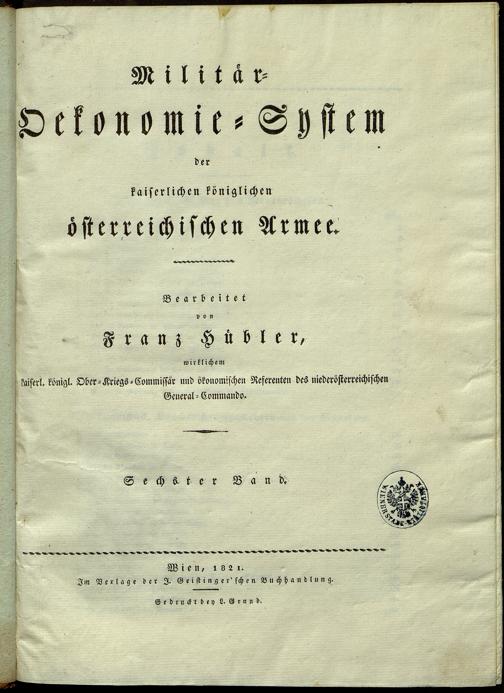 Militär-
Oekonomie-System
der
kaiserlichen königlichen
österreichischen Armee.
Bearbeitet
von
Franz Hübler,
wirklichem
kaiserl. königl. Ober-Kriegs-Commissär und ökonomischen Referenten des niederösterreichischen
General-Commando.
Sechster Band.
Wien, 1821.
Im Verlage der J. Geistinger'schen Buchhandlung.
Gedruckt bey L. Grund.